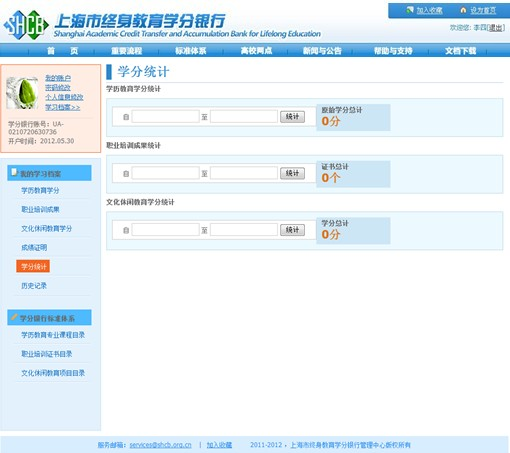 加入收藏 设为首页
SHCB 上海市终身教育学分银行
Shanghai Academic Credit Transfer and Accumulation Bank for Lifelong Education
欢迎您: 李四[退出]
首 页 重要流程 标准体系 高校网点 新闻与公告 帮助与支持 文档下载
我的账户
密码修改
个人信息修改
学习档案>>
学分银行账号: UA-
0210720630736
开户时间: 2012.05.30
我的学习档案
学历教育学分
职业培训成果
文化休闲教育学分
成绩证明
学分统计
历史记录
学分银行标准体系
学历教育专业课程目录
职业培训证书目录
文化休闲教育项目目录
学分统计
学历教育学分统计
自 至 统计
原始学分总计
0分
职业培训成果统计
自 至 统计
证书总计
0个
文化休闲教育学分统计
自 至 统计
学分总计
0分
服务邮箱: services@shcb.org.cn | 加入收藏 2011-2012 , 上海市终身教育学分银行管理中心版权所有